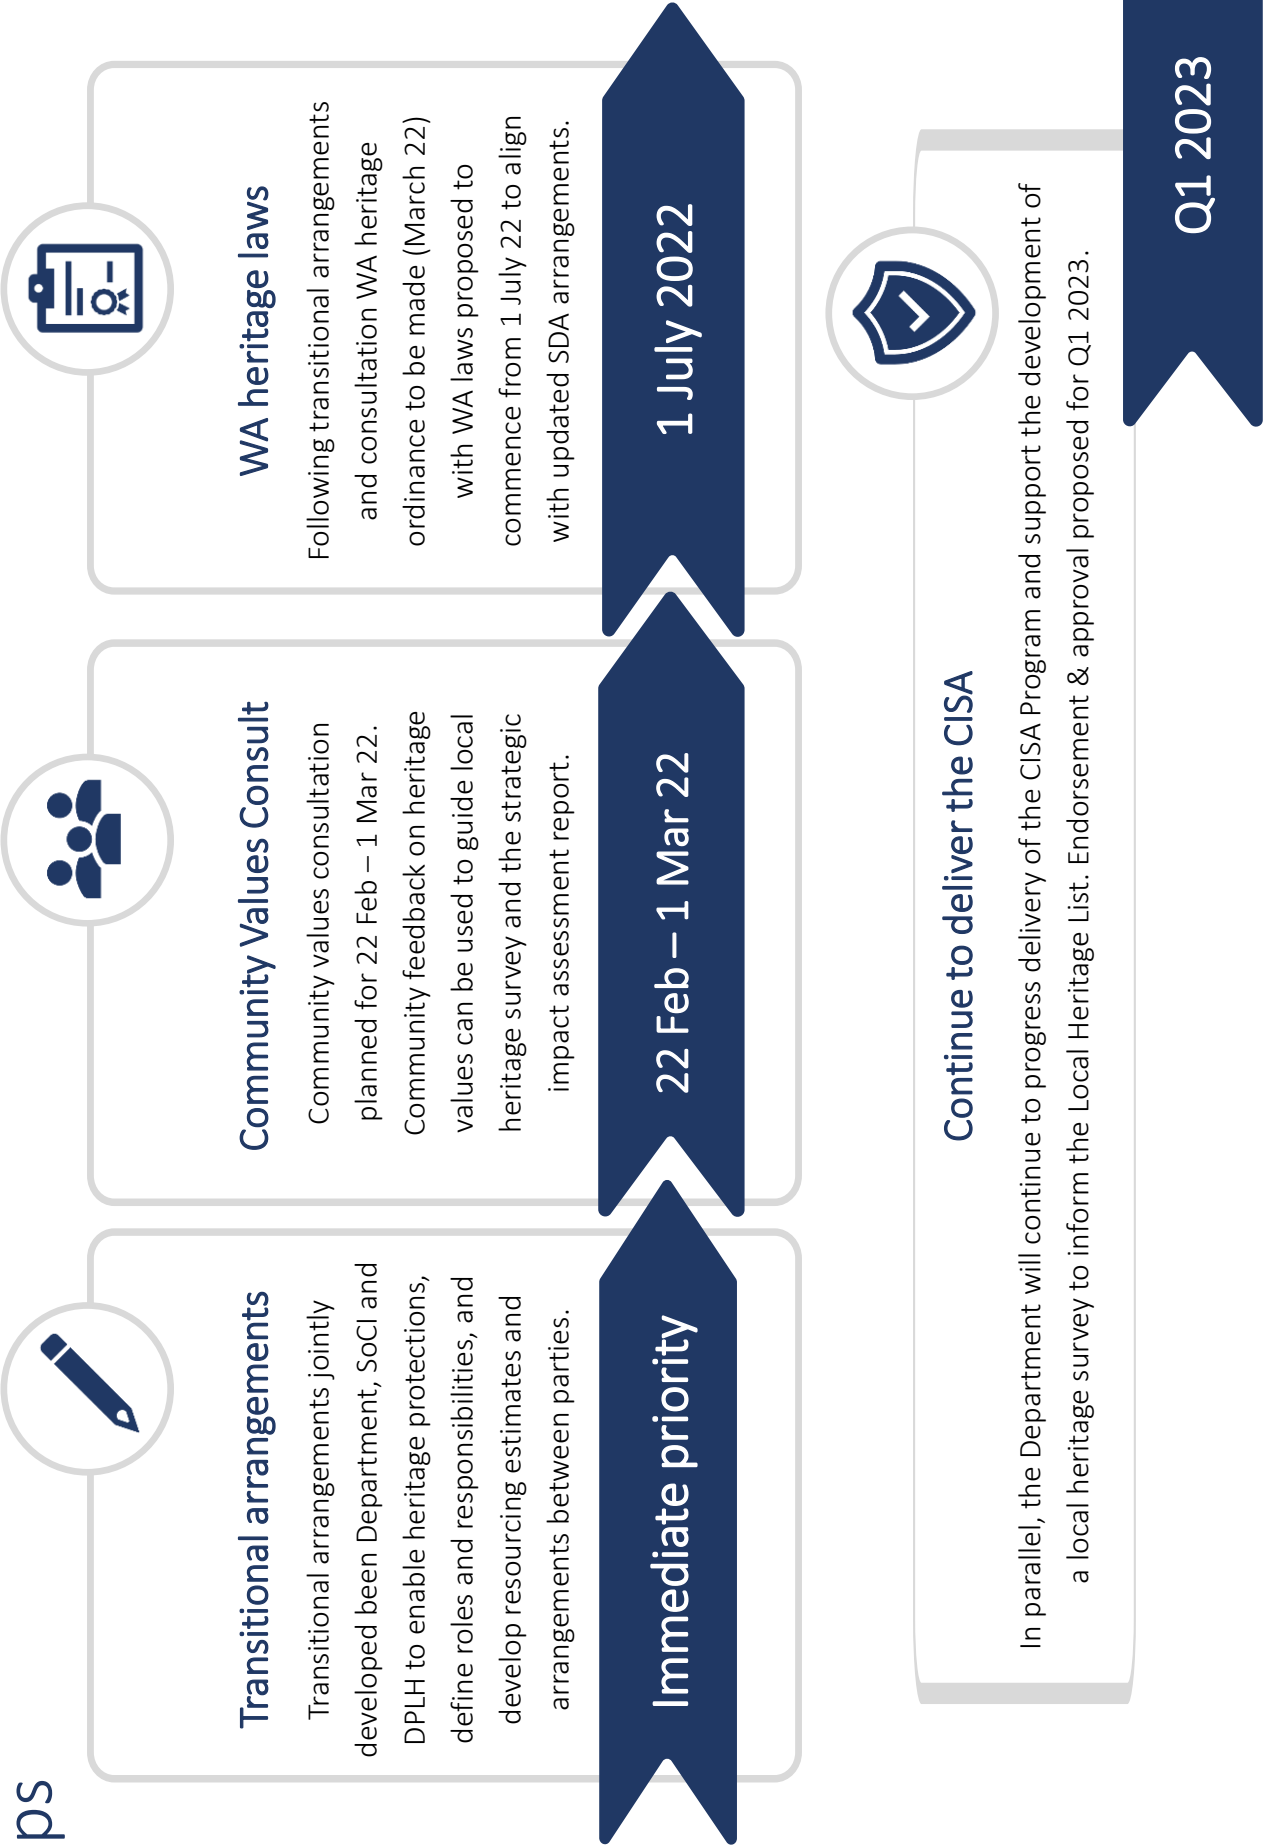 ps
Transitional arrangements
Transitional arrangements jointly
developed been Department, SoCI and
DPLH to enable heritage protections,
define roles and responsibilities, and
develop resourcing estimates and
arrangements between parties.
Immediate priority
Community Values Consult
Community values consultation
planned for 22 Feb – 1 Mar 22.
Community feedback on heritage
values can be used to guide local
heritage survey and the strategic
impact assessment report.
22 Feb – 1 Mar 22
WA heritage laws
Following transitional arrangements
and consultation WA heritage
ordinance to be made (March 22)
with WA laws proposed to
commence from 1 July 22 to align
with updated SDA arrangements.
1 July 2022
Continue to deliver the CISA
In parallel, the Department will continue to progress delivery of the CISA Program and support the development of
a local heritage survey to inform the Local Heritage List. Endorsement & approval proposed for Q1 2023.
Q1 2023